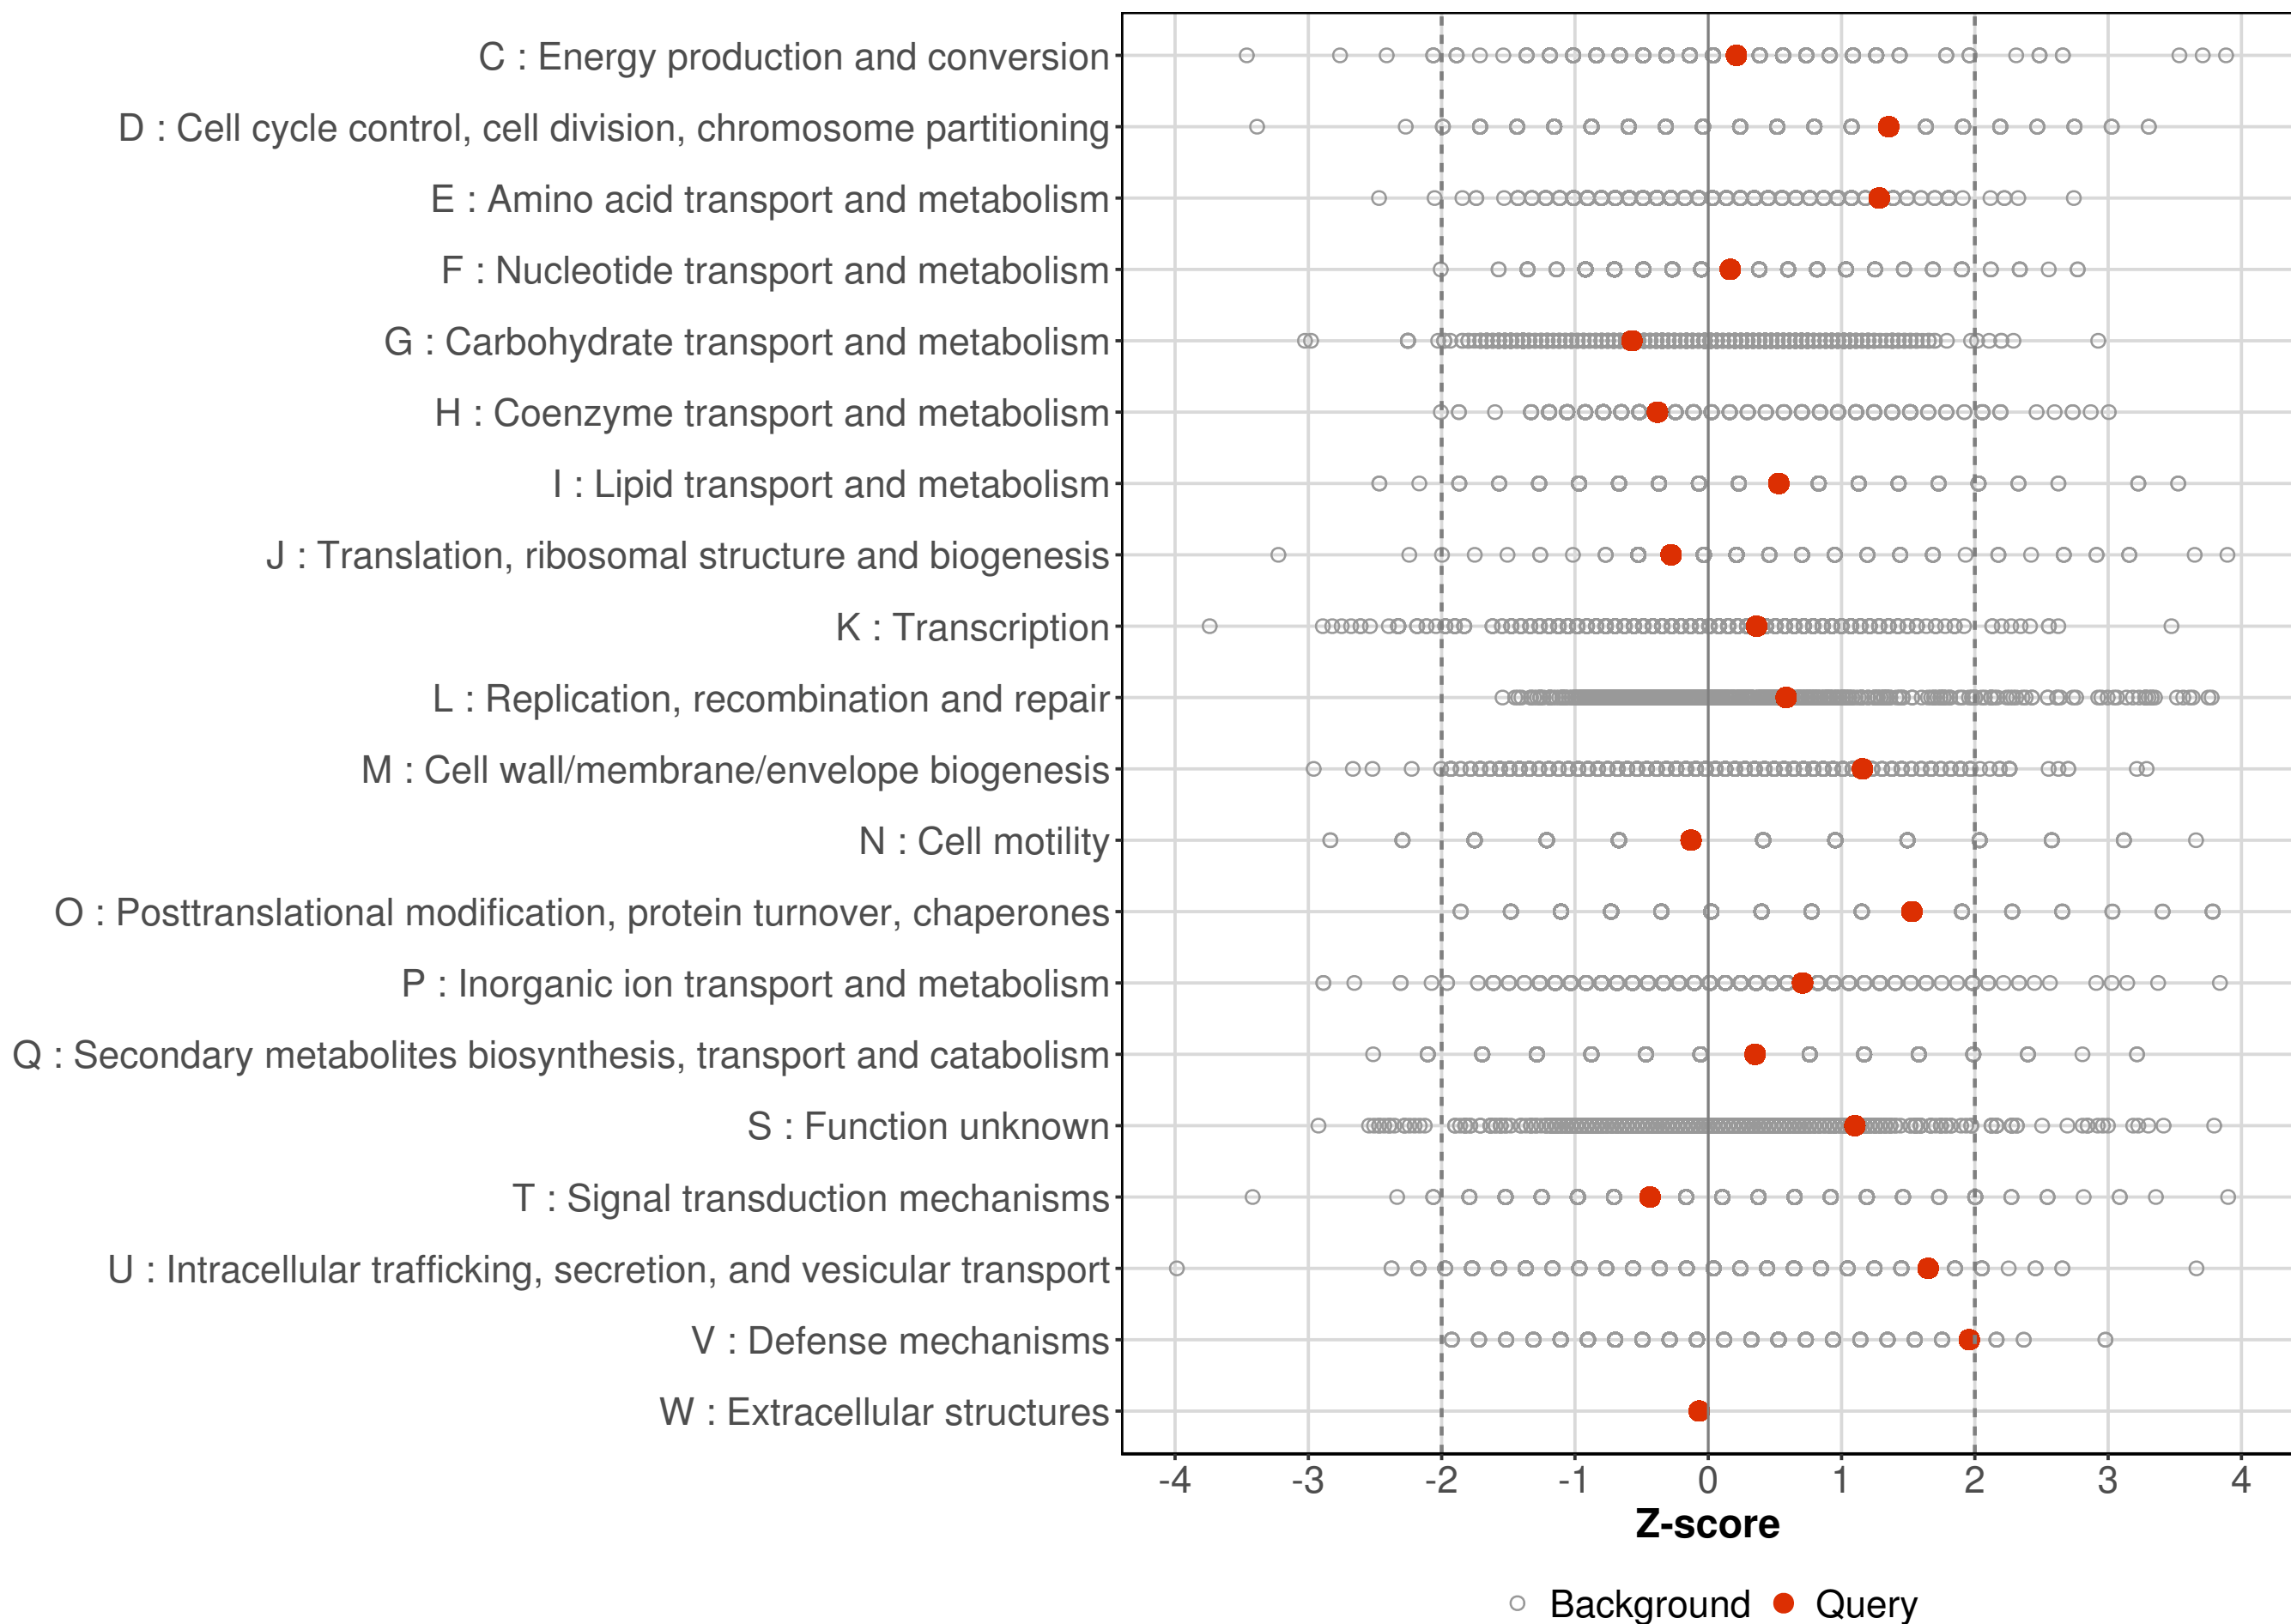 C : Energy production and conversion
D : Cell cycle control, cell division, chromosome partitioning
E : Amino acid transport and metabolism
F : Nucleotide transport and metabolism
G : Carbohydrate transport and metabolism
H : Coenzyme transport and metabolism
I : Lipid transport and metabolism
J : Translation, ribosomal structure and biogenesis
K : Transcription
L : Replication, recombination and repair
M : Cell wall/membrane/envelope biogenesis
N : Cell motility
O : Posttranslational modification, protein turnover, chaperones
P : Inorganic ion transport and metabolism
Q : Secondary metabolites biosynthesis, transport and catabolism
S : Function unknown
T : Signal transduction mechanisms
U : Intracellular trafficking, secretion, and vesicular transport
V : Defense mechanisms
W : Extracellular structures
-4 -3 -2 -1 0 1 2 3 4
Z-score
Background Query